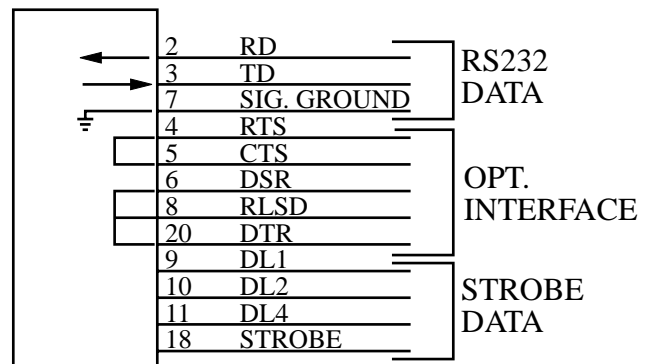 2 RD
3 TD
7 SIG. GROUND
RS232
DATA
4 RTS
5 CTS
6 DSR
8 RLSD
20 DTR
OPT.
INTERFACE
9 DL1
10 DL2
11 DL4
18 STROBE
STROBE
DATA